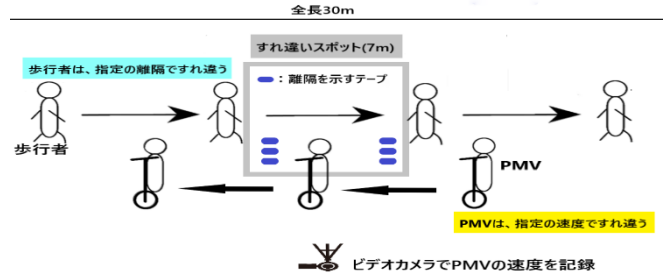 全長30m
すれ違いスポット(7m)
歩行者は、指定の離隔ですれ違う
：離隔を示すテープ
歩行者
PMV
PMVは、指定の速度ですれ違う
ビデオカメラでPMVの速度を記録